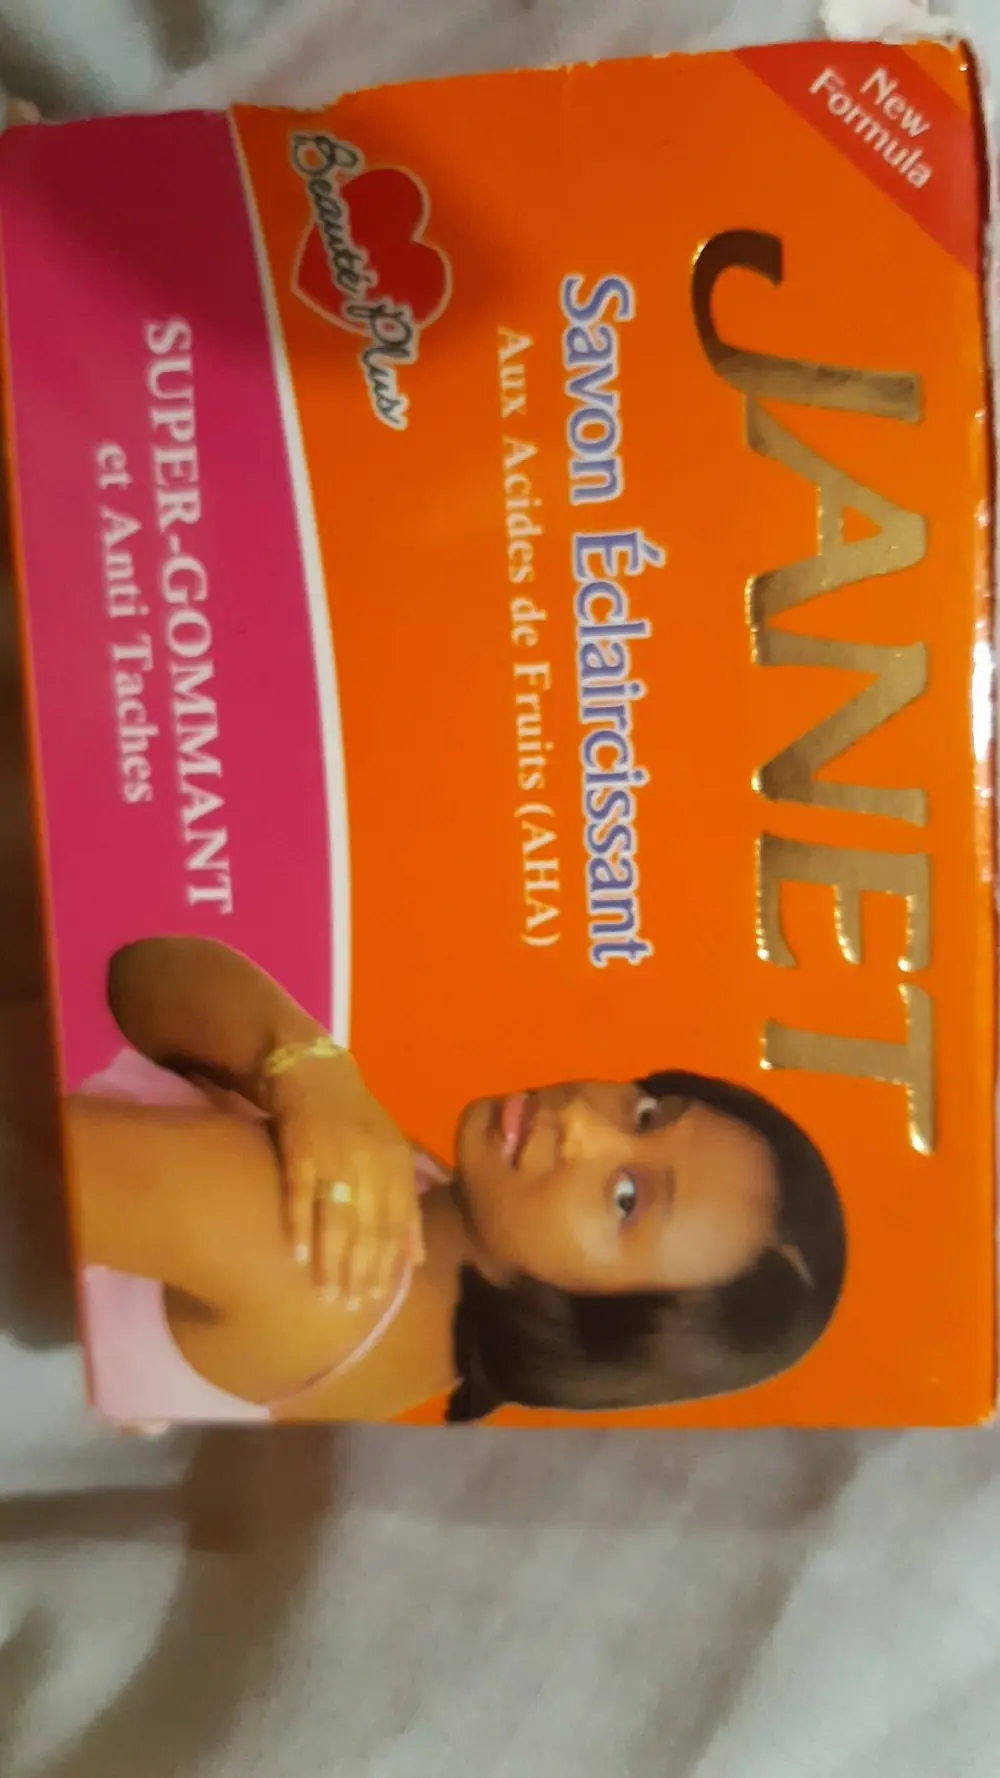 New
Formula
JANET
Savon Éclaircissant
Aux Acides de Fruits (AHA)
Beauté Plus
SUPER-GOMMANT
et Anti Taches